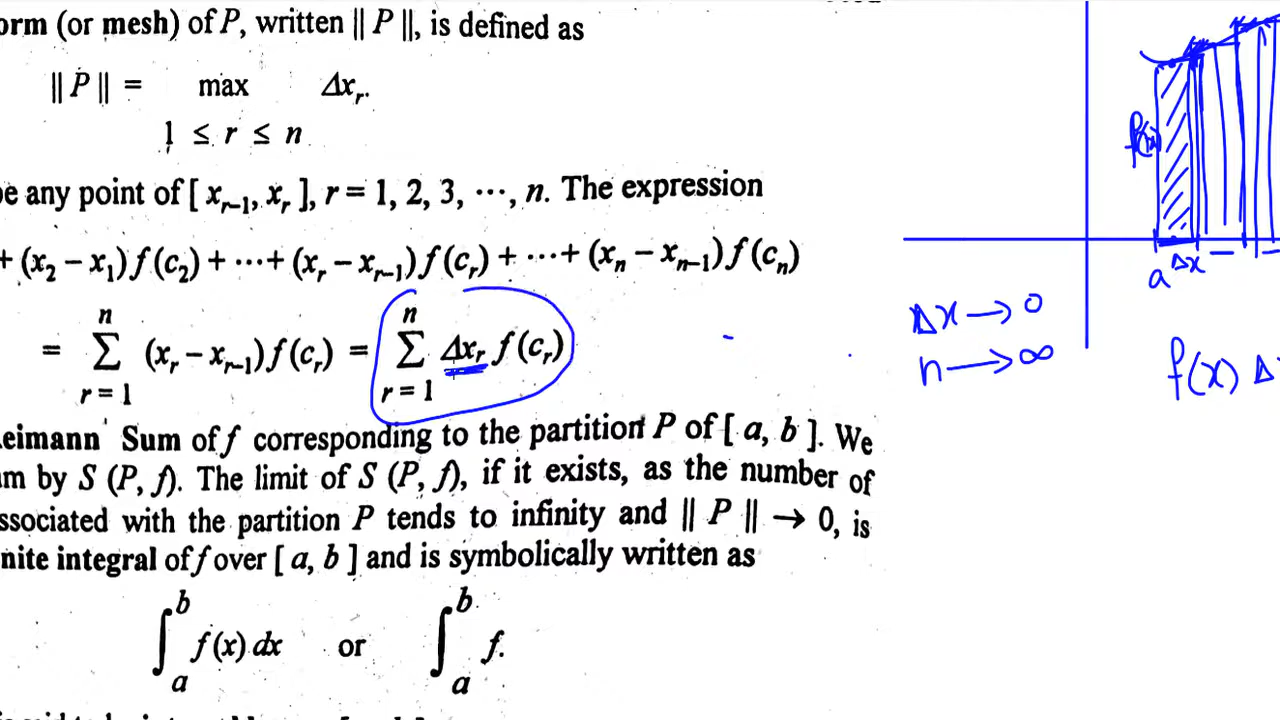 orm (or mesh) of P, written || P ||, is defined as
|| P || = max Δx_r.
1 ≤ r ≤ n
be any point of [ x_{r–1}, x_r ], r = 1, 2, 3, ···, n. The expression
+ (x_2 – x_1) f (c_2) + ···+ (x_r – x_{r–1}) f (c_r) + ···+ (x_n – x_{n–1}) f (c_n)
= n∑r = 1 (x_r – x_{r–1}) f (c_r) = n∑r = 1 Δx_r f (c_r)
eimann Sum of f corresponding to the partition P of [ a, b ]. We
m by S (P, f). The limit of S (P, f), if it exists, as the number of
ssociated with the partition P tends to infinity and || P || → 0, is
nite integral of f over [ a, b ] and is symbolically written as
∫_a^b f (x) dx or ∫_a^b f.
f(x)
a Δx
Δx → 0
n → ∞
f(x) Δ